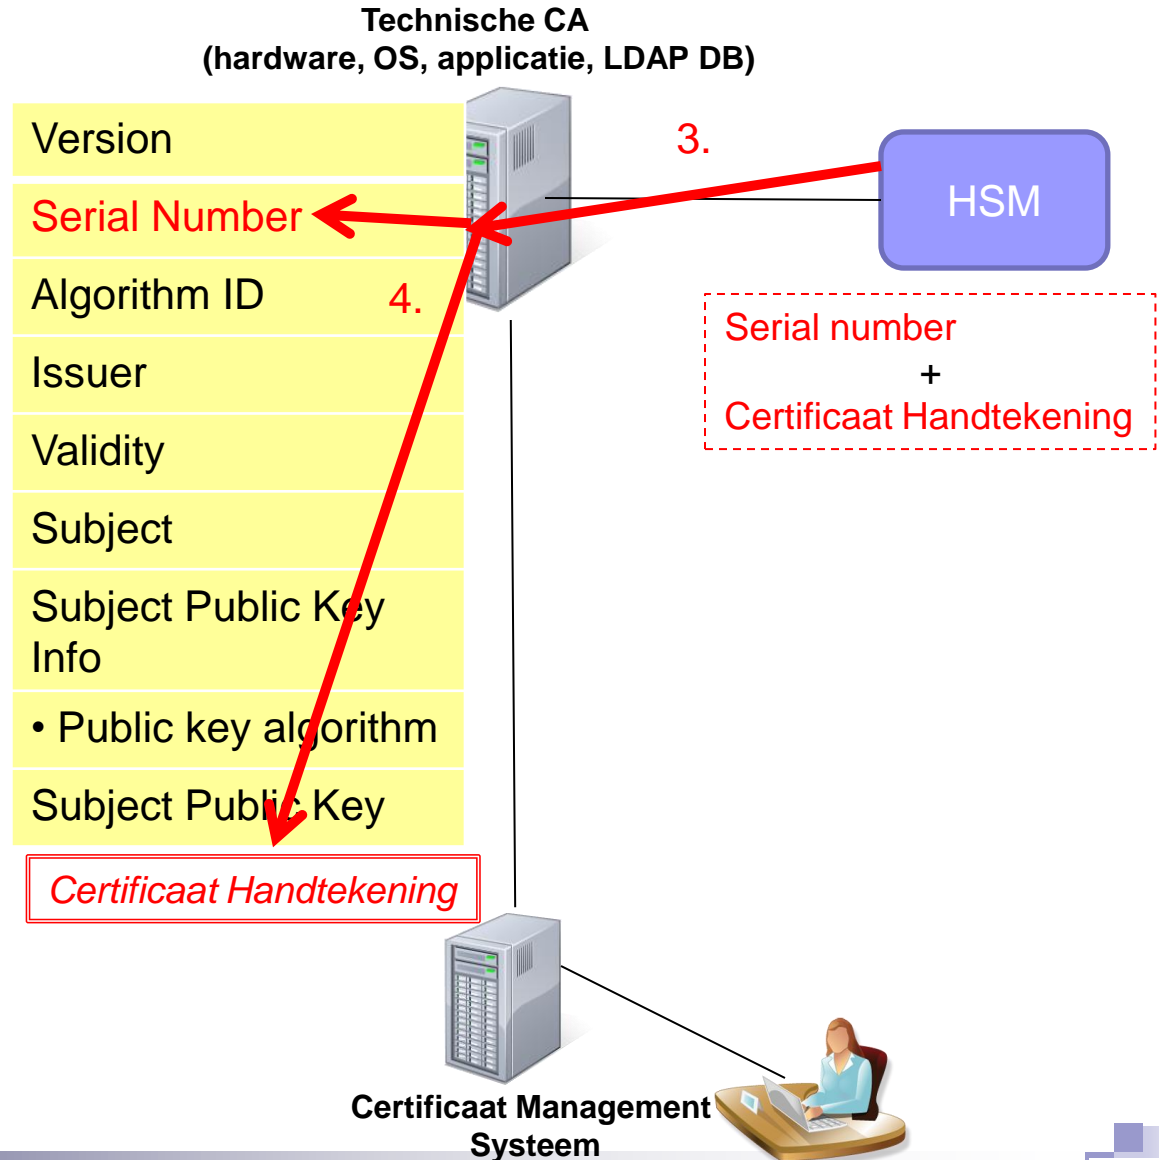 Technische CA
(hardware, OS, applicatie, LDAP DB)
Version
Serial Number
Algorithm ID
Issuer
Validity
Subject
Subject Public Key
Info
• Public key algorithm
Subject Public Key
Certificaat Handtekening
3.
4.
HSM
Serial number
+
Certificaat Handtekening
Certificaat Management
Systeem